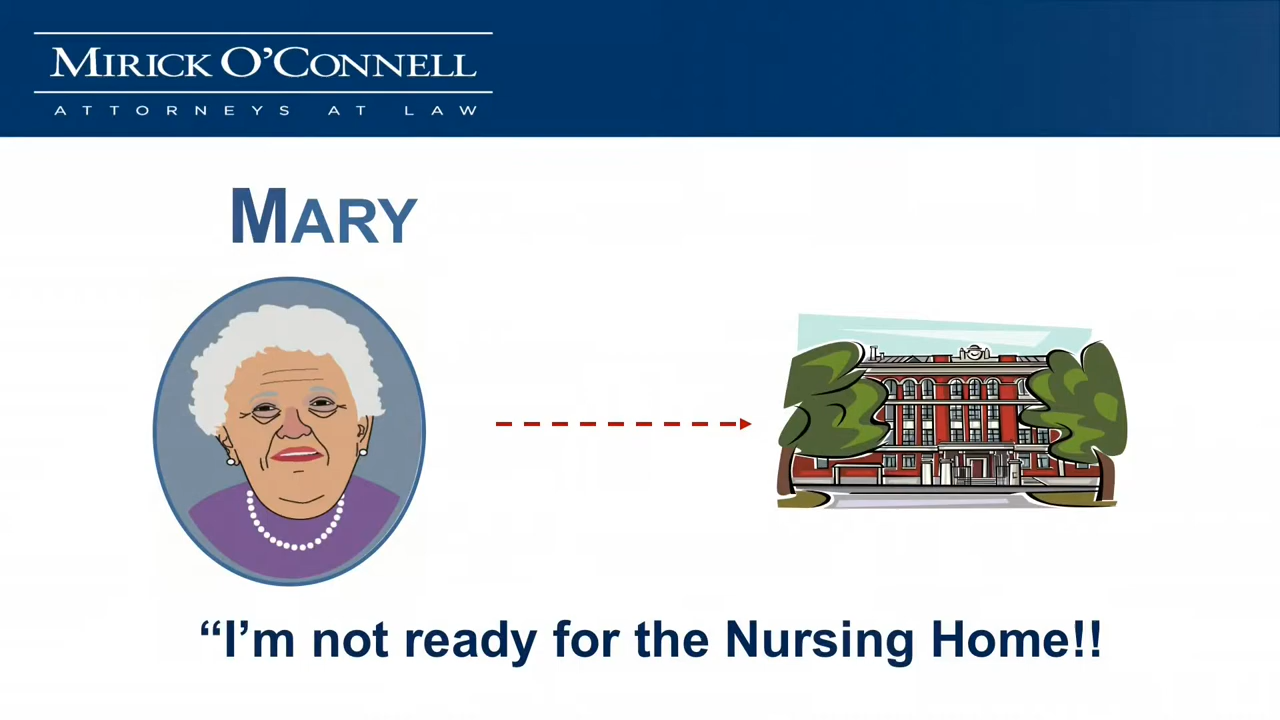 MIRICK O’CONNELL
ATTORNEYS AT LAW
MARY
“I’m not ready for the Nursing Home!!